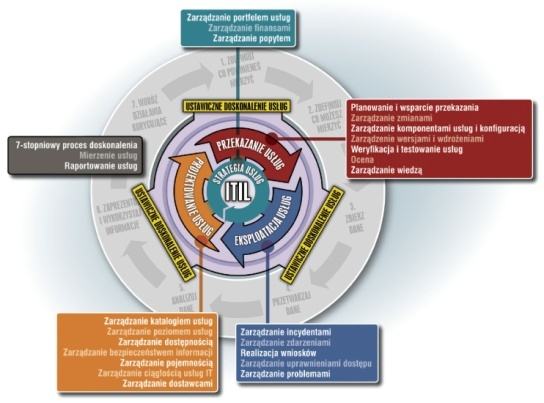 Zarządzanie portfelem usług
Zarządzanie finansami
Zarządzanie popytem
1. ZDEFINIUJ
CO POWINIENEŚ
MIERZYĆ
2. ZDEFINIUJ
CO MOŻESZ
MIERZYĆ
7. WDRÓŻ
DZIAŁANIA
KORYGUJĄCE
USTAWICZNE DOSKONALENIE USŁUG
Planowanie i wsparcie przekazania
Zarządzanie zmianami
Zarządzanie komponentami usług i konfiguracją
Zarządzanie wersjami i wdrożeniami
Weryfikacja i testowanie usług
Ocena
Zarządzanie wiedzą
7-stopniowy proces doskonalenia
Mierzenie usług
Raportowanie usług
PRZEKAZANIE USŁUG
STRATEGIA USŁUG
ITIL
PROJEKTOWANIE USŁUG
EKSPLOATACJA USŁUG
I WYKORZYSTAJ
INFORMACJE
3. ZBIERZ
DANE
USTAWICZNE DOSKONALENIE USŁUG
USTAWICZNE DOSKONALENIE USŁUG
5. ANALIZUJ
DANE
PRZETWARZAJ
DANE
Zarządzanie katalogiem usług
Zarządzanie poziomem usług
Zarządzanie dostępnością
Zarządzanie bezpieczeństwem informacji
Zarządzanie pojemnością
Zarządzanie ciągłością usług IT
Zarządzanie dostawcami
Zarządzanie incydentami
Zarządzanie zdarzeniami
Realizacja wniosków
Zarządzanie uprawnieniami dostępu
Zarządzanie problemami